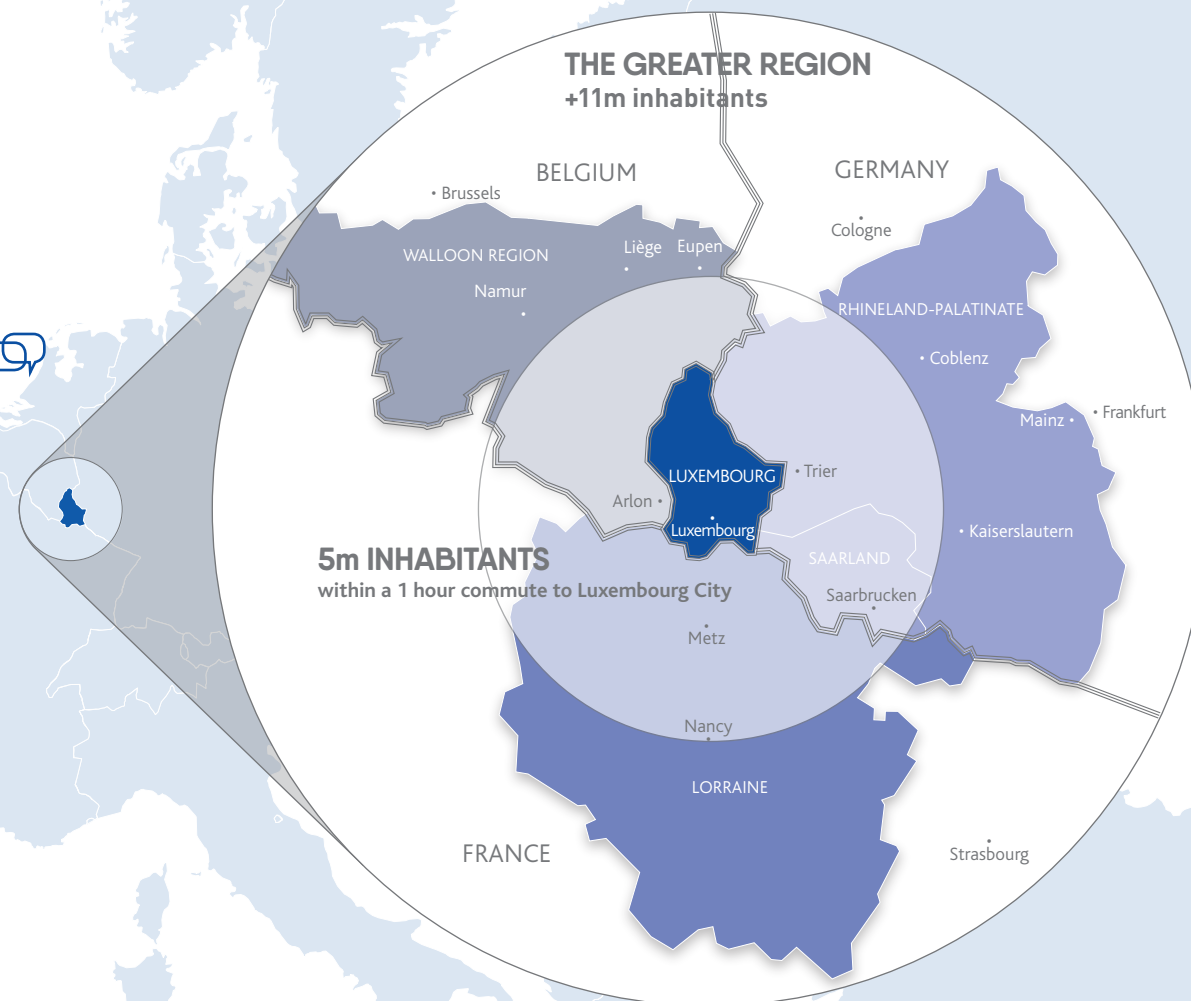 THE GREATER REGION
+11m inhabitants
BELGIUM
GERMANY
Brussels
Cologne
WALLOON REGION
Liège
Eupen
Namur
RHINELAND-PALATINATE
Coblenz
Mainz
Frankfurt
LUXEMBOURG
Trier
Arlon
Luxembourg
Kaiserslautern
5m INHABITANTS
within a 1 hour commute to Luxembourg City
SAARLAND
Saarbrucken
Metz
Nancy
LORRAINE
FRANCE
Strasbourg